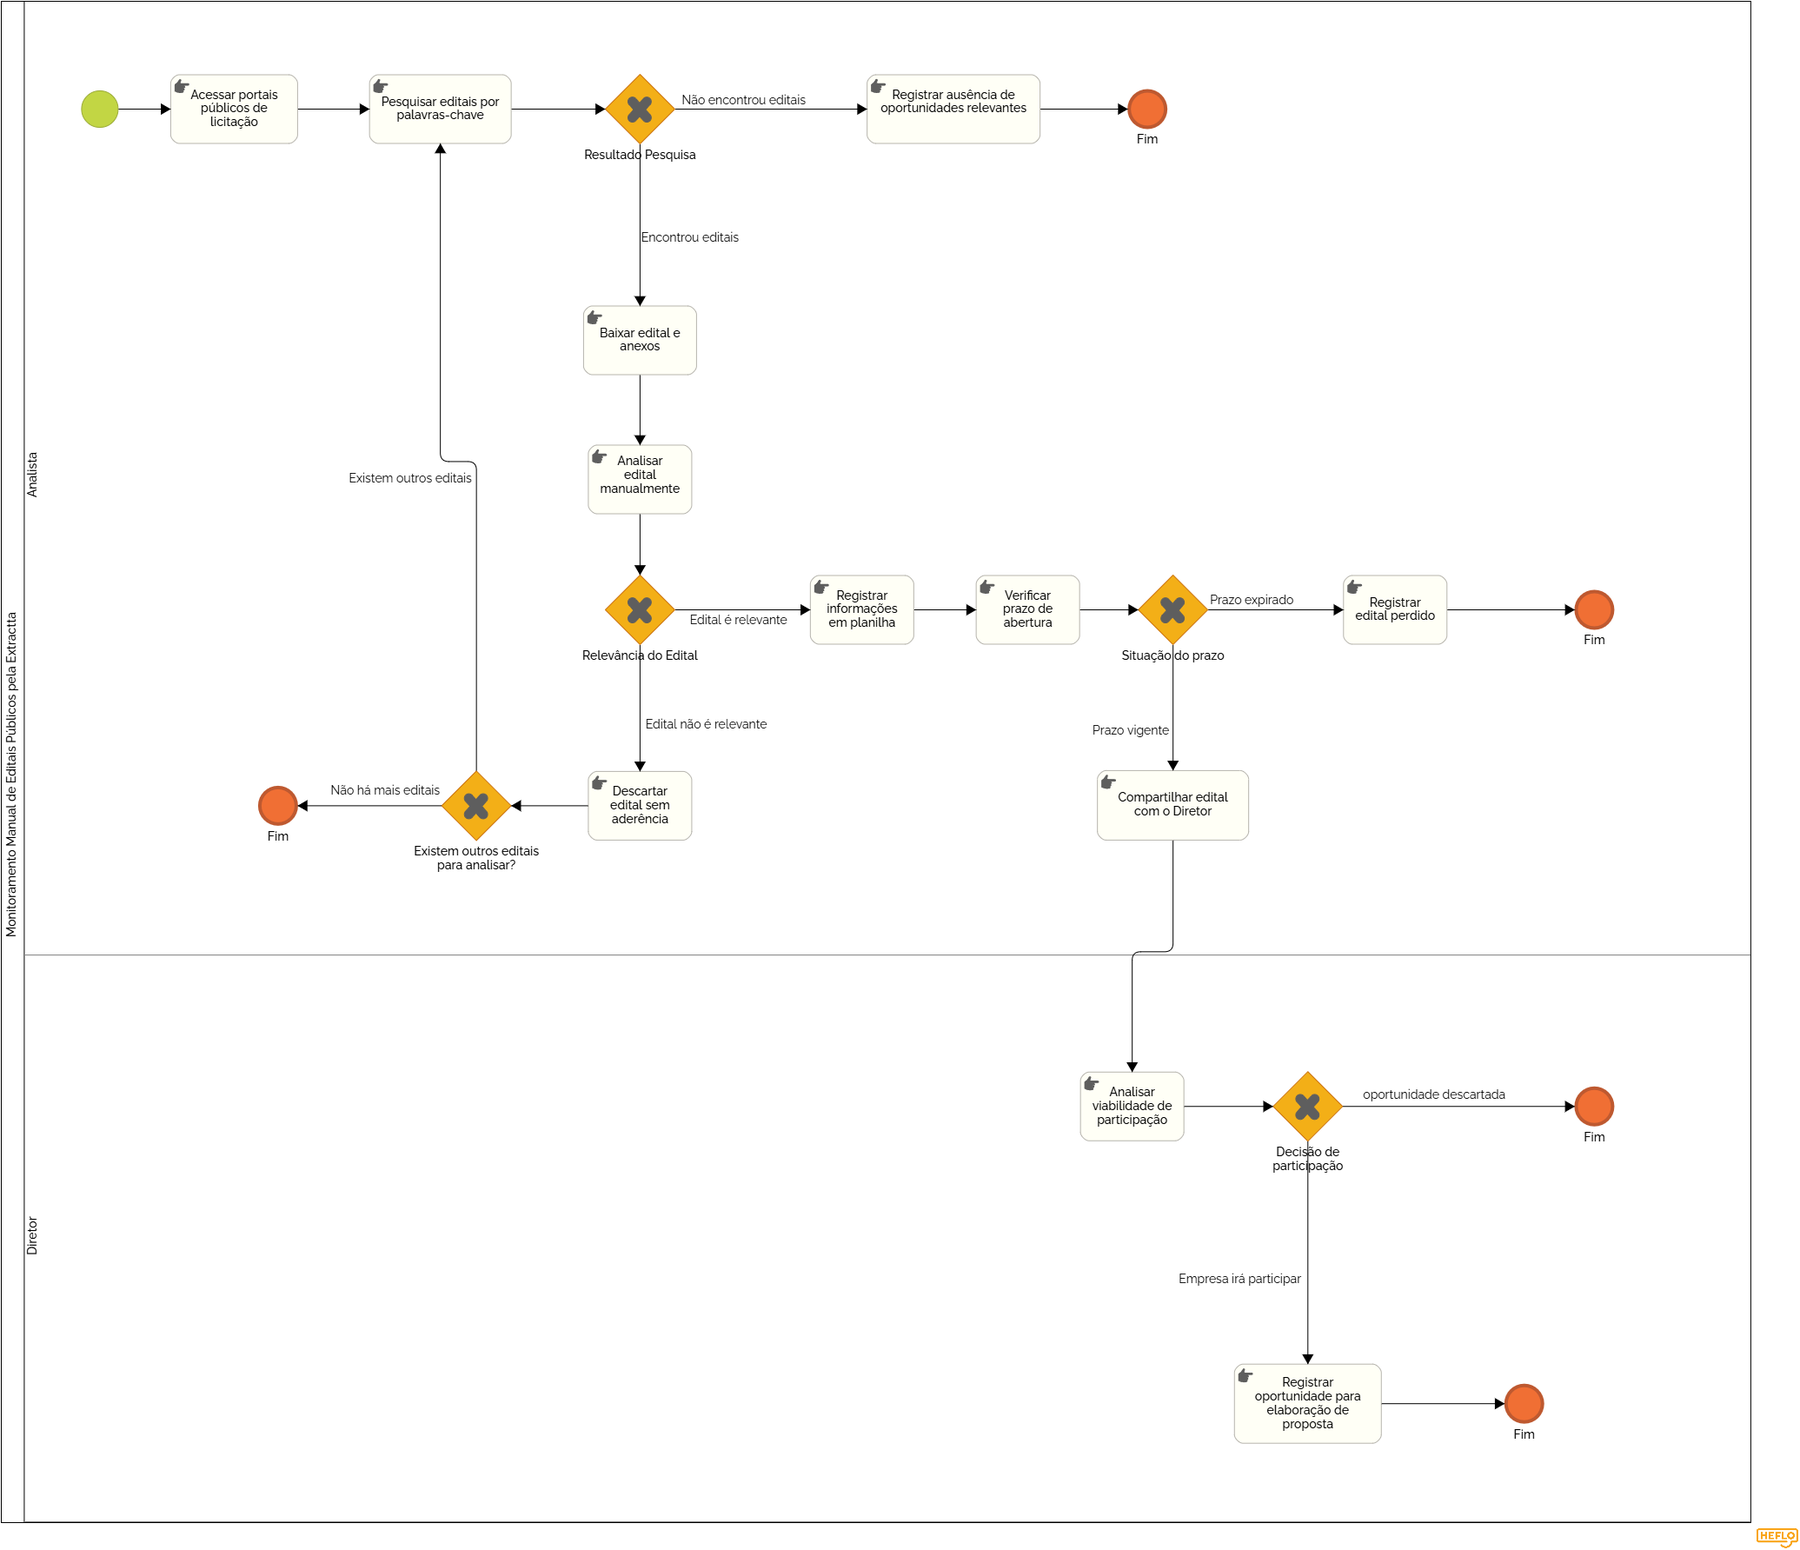 Monitoramento Manual de Editais Públicos pela Extractta
Analista
Acessar portais
públicos de
licitação
Pesquisar editais por
palavras-chave
Resultado Pesquisa
Não encontrou editais
Registrar ausência de
oportunidades relevantes
Fim
Encontrou editais
Baixar edital e
anexos
Analisar
edital
manualmente
Existem outros editais
Relevância do Edital
Edital é relevante
Registrar
informações
em planilha
Verificar
prazo de
abertura
Situação do prazo
Prazo expirado
Registrar
edital perdido
Fim
Edital não é relevante
Prazo vigente
Descartar
edital sem
aderência
Existem outros editais
para analisar?
Não há mais editais
Fim
Compartilhar edital
com o Diretor
Diretor
Analisar
viabilidade de
participação
Decisão de
participação
oportunidade descartada
Fim
Empresa irá participar
Registrar
oportunidade para
elaboração de
proposta
Fim
HEFLO